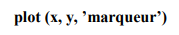 plot (x, y, ’marqueur’)